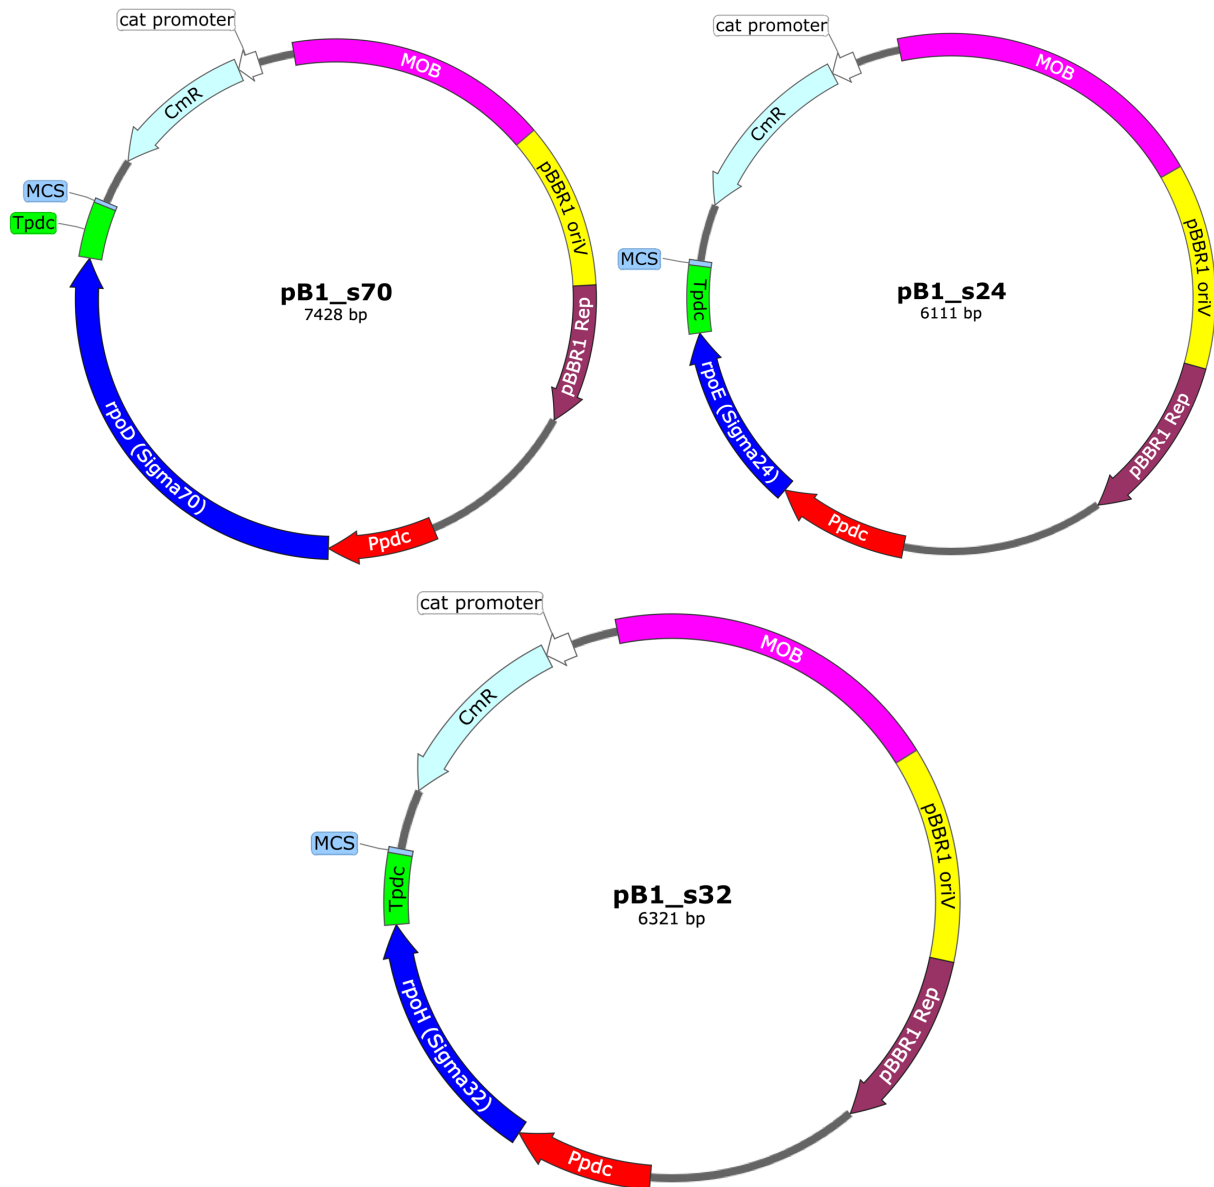 cat promoter
MOB
CmR
pBBR1 oriV
MCS
Tpdc
pB1_s70
7428 bp
pBBR1 Rep
rpoD (Sigma70)
Ppdc
cat promoter
MOB
CmR
pBBR1 oriV
MCS
Tpdc
pB1_s24
6111 bp
rpoE (Sigma24)
pBBR1 Rep
Ppdc
cat promoter
MOB
CmR
pBBR1 oriV
MCS
Tpdc
pB1_s32
6321 bp
rpoH (Sigma32)
pBBR1 Rep
Ppdc